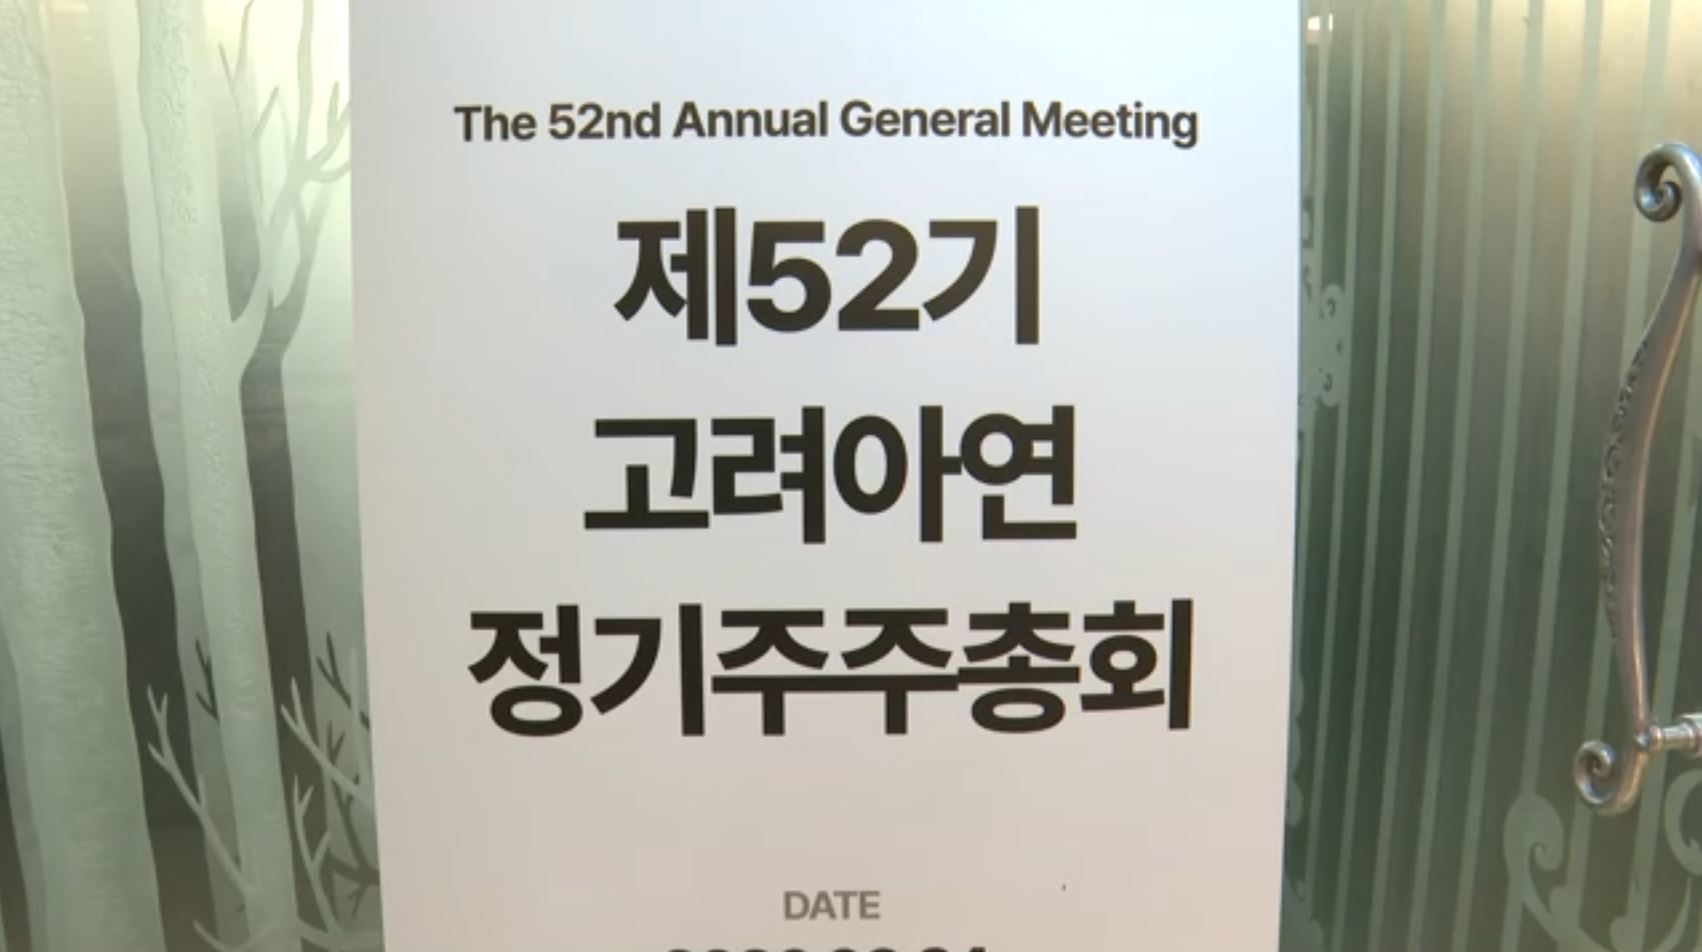 The 52nd Annual General Meeting
제52기
고려아연
정기주주총회
DATE